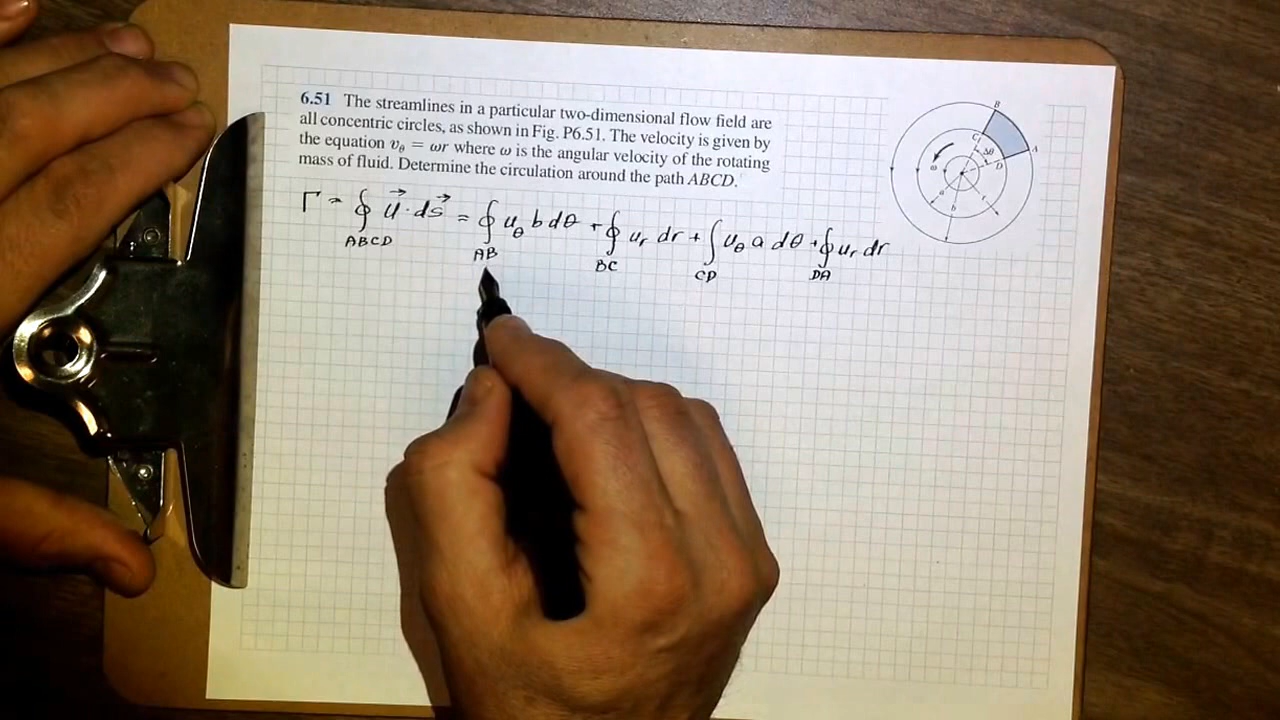 6.51 The streamlines in a particular two-dimensional flow field are
all concentric circles, as shown in Fig. P6.51. The velocity is given by
the equation v_θ = ωr where ω is the angular velocity of the rotating
mass of fluid. Determine the circulation around the path ABCD.
Γ = ∮ u⃗ · ds⃗ = ∮ u_θ b dθ + ∮ u_r dr + ∫ u_θ a dθ + ∮ u_r dr
ABCD AB BC CD DA
B
C
Δθ
A
D
ω
a
b
r